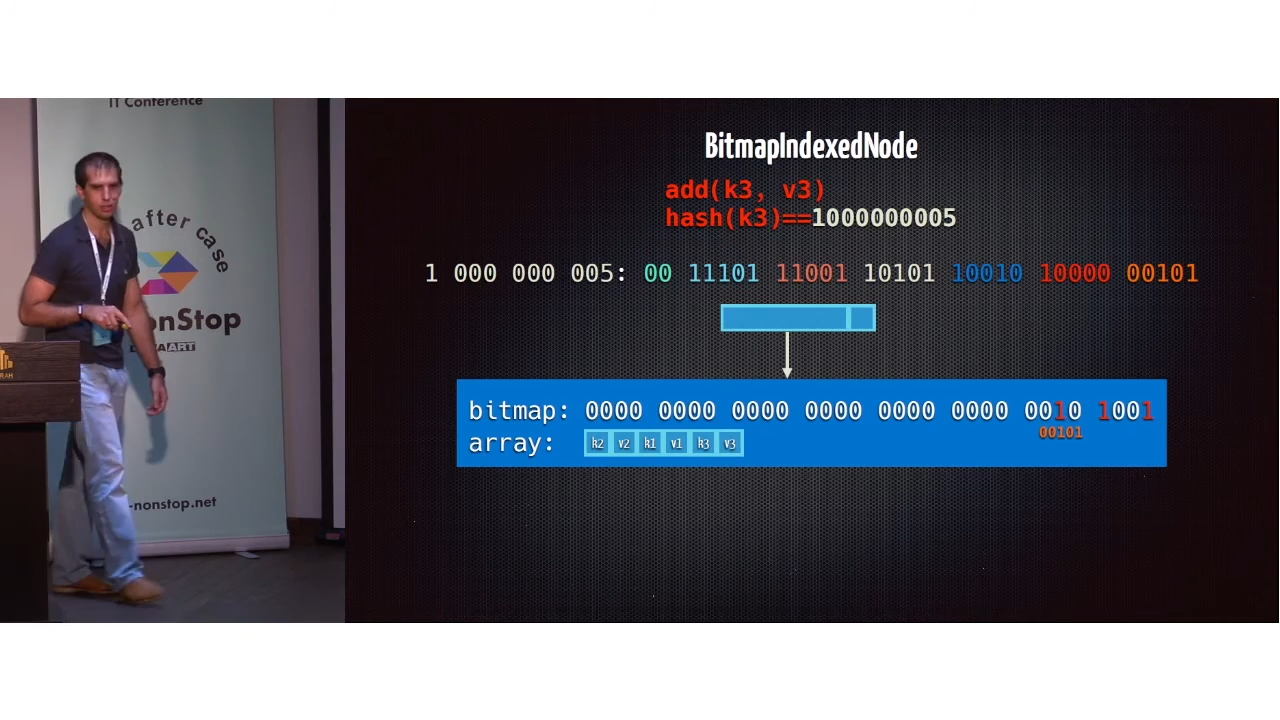 IT Conference
after case
nonStop
DATAART
-nonstop.net
BitmapIndexedNode
add(k3, v3)
hash(k3)==1000000005
1 000 000 005: 00 11101 11001 10101 10010 10000 00101
bitmap: 0000 0000 0000 0000 0000 0000 0010 1001
00101
array: k2 v2 k1 v1 k3 v3